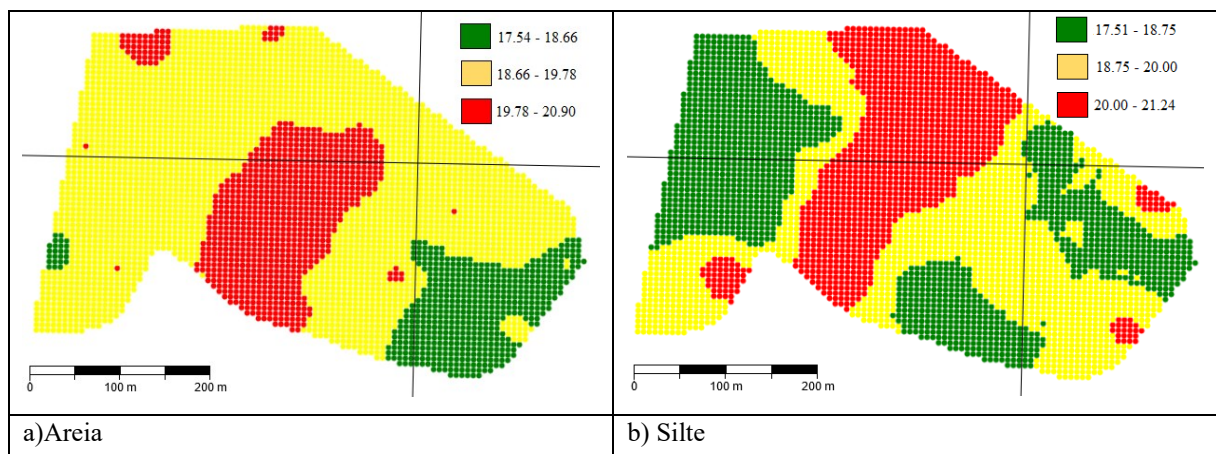 17.54 - 18.66
18.66 - 19.78
19.78 - 20.90
0 100 m 200 m
a)Areia
17.51 - 18.75
18.75 - 20.00
20.00 - 21.24
0 100 m 200 m
b) Silte